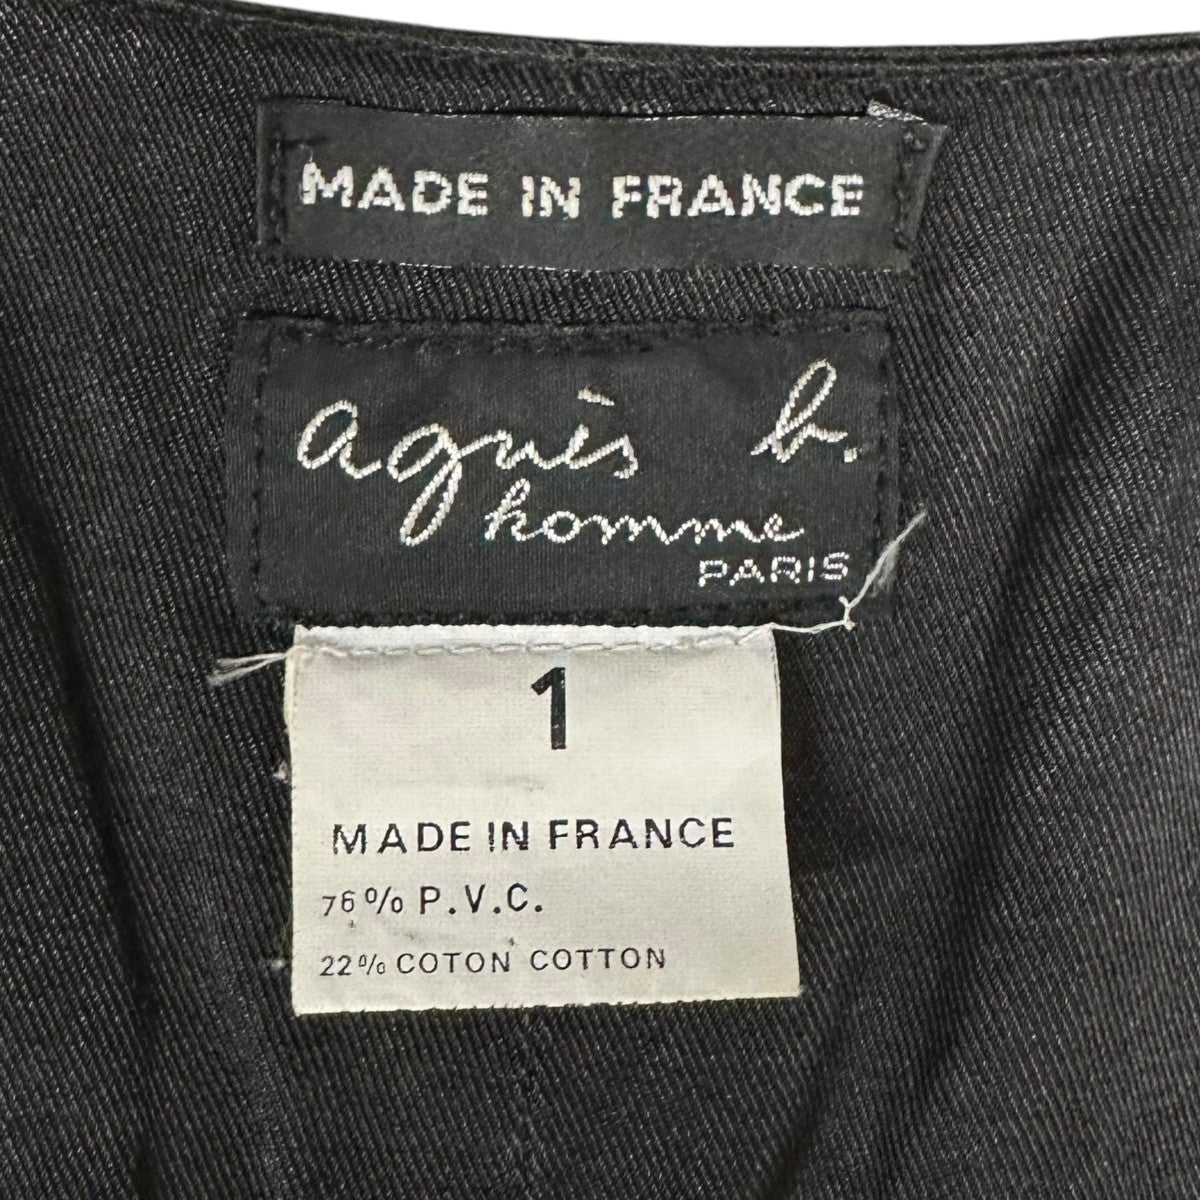 MADE IN FRANCE
agnès b.
homme
PARIS
1
MADE IN FRANCE
76% P.V.C.
22% COTON COTTON